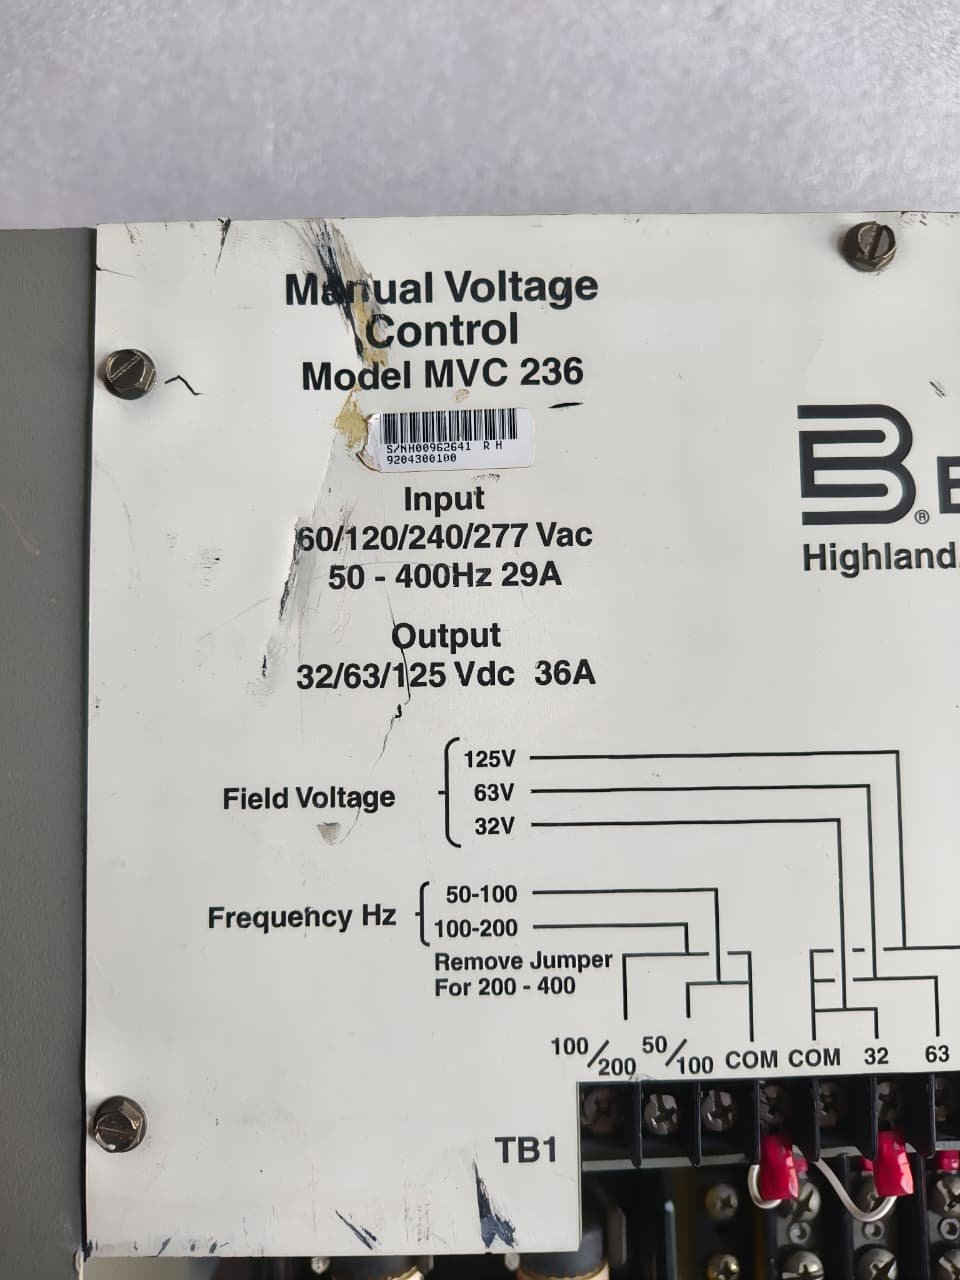 Manual Voltage
Control
Model MVC 236
S/NH00962641 R H
9204300100
Input
60/120/240/277 Vac
50 - 400Hz 29A
Output
32/63/125 Vdc 36A
B
®
Highland
Field Voltage
125V
63V
32V
Frequency Hz
50-100
100-200
Remove Jumper
For 200 - 400
100/200 50/100 COM COM 32 63
TB1